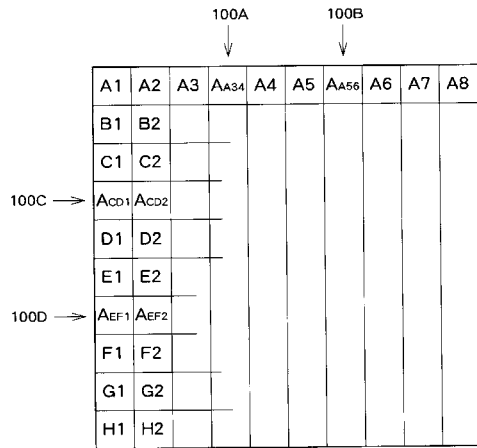 100A 100B
A1 A2 A3 AA34 A4 A5 AA56 A6 A7 A8
B1 B2
C1 C2
100C ACD1 ACD2
D1 D2
E1 E2
100D AEF1 AEF2
F1 F2
G1 G2
H1 H2